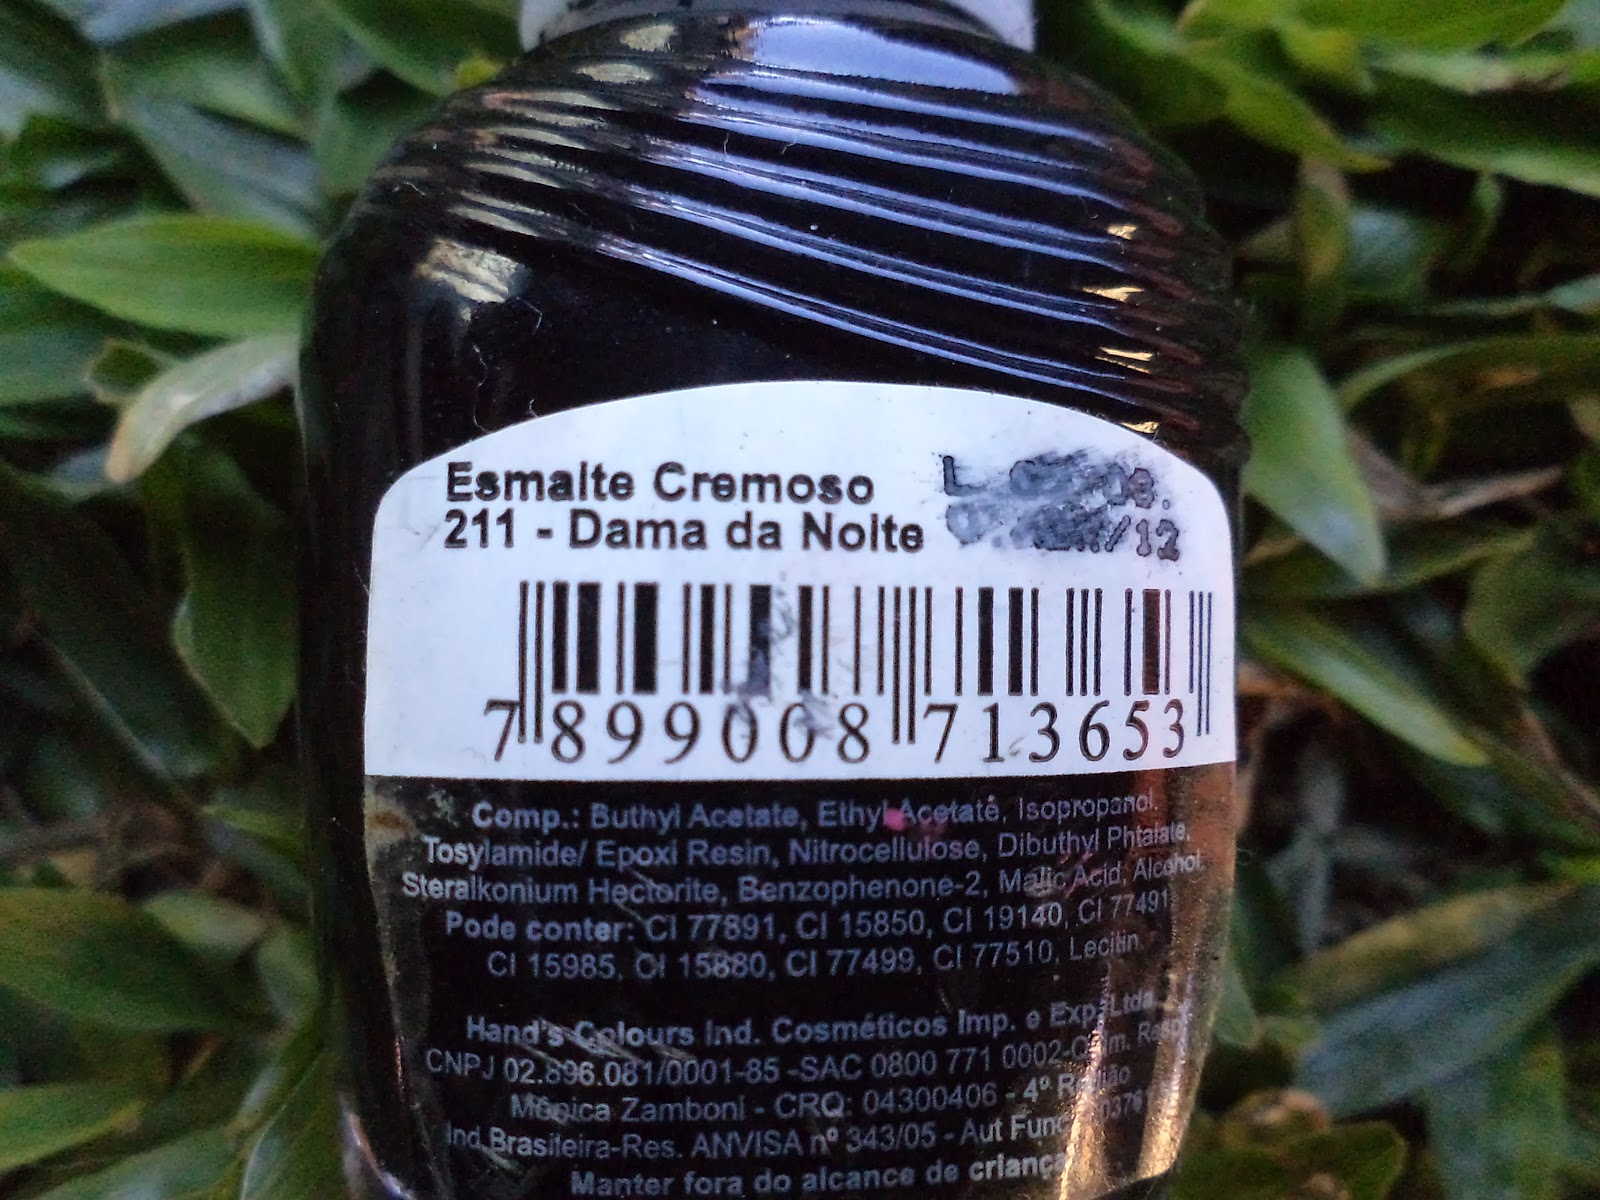 Esmalte Cremoso
211 - Dama da Noite
L
/12
7 899008 713653
Comp.: Buthyl Acetate, Ethyl Acetate, Isopropanol.
Tosylamide/ Epoxi Resin, Nitrocellulose, Dibuthyl Phtalate,
Steralkonium Hectorite, Benzophenone-2, Malic Acid, Alcohol
Pode conter: CI 77891, CI 15850, CI 19140, CI 77491
CI 15985, CI 15880, CI 77499, CI 77510, Lecitin
Hand's Colours Ind. Cosméticos Imp. e Exp. Ltda
CNPJ 02.896.081/0001-85 -SAC 0800 771 0002-
Mônica Zamboni - CRQ: 04300406 - 4º Região
Ind.Brasileira-Res. ANVISA nº 343/05 - Aut Func
Manter fora do alcance de